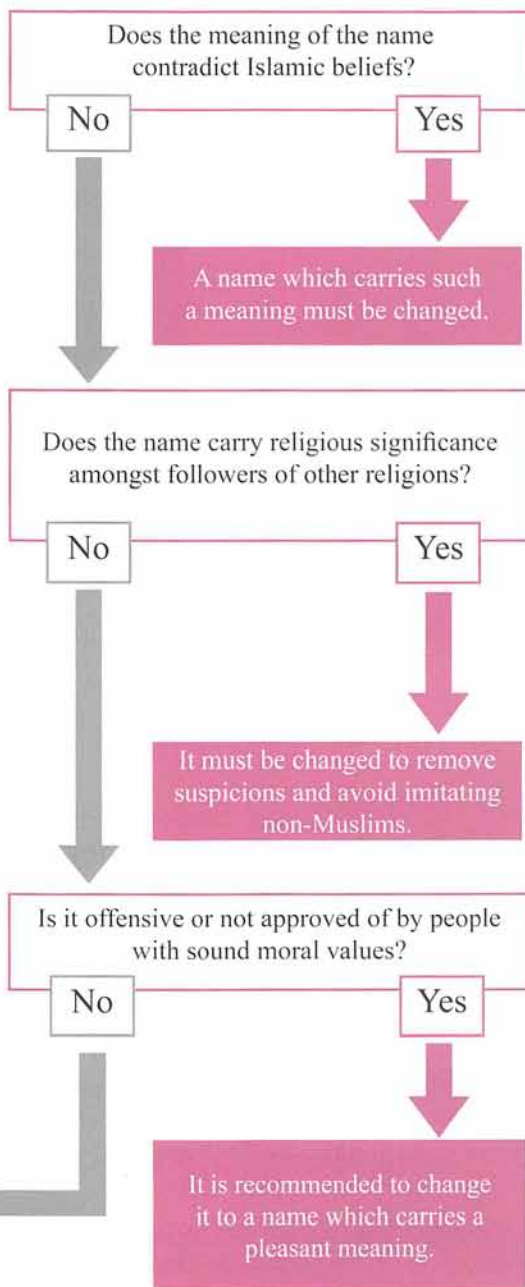 Does the meaning of the name
contradict Islamic beliefs?
No
Yes
A name which carries such
a meaning must be changed.
Does the name carry religious significance
amongst followers of other religions?
No
Yes
It must be changed to remove
suspicions and avoid imitating
non-Muslims.
Is it offensive or not approved of by people
with sound moral values?
No
Yes
It is recommended to change
it to a name which carries a
pleasant meaning.